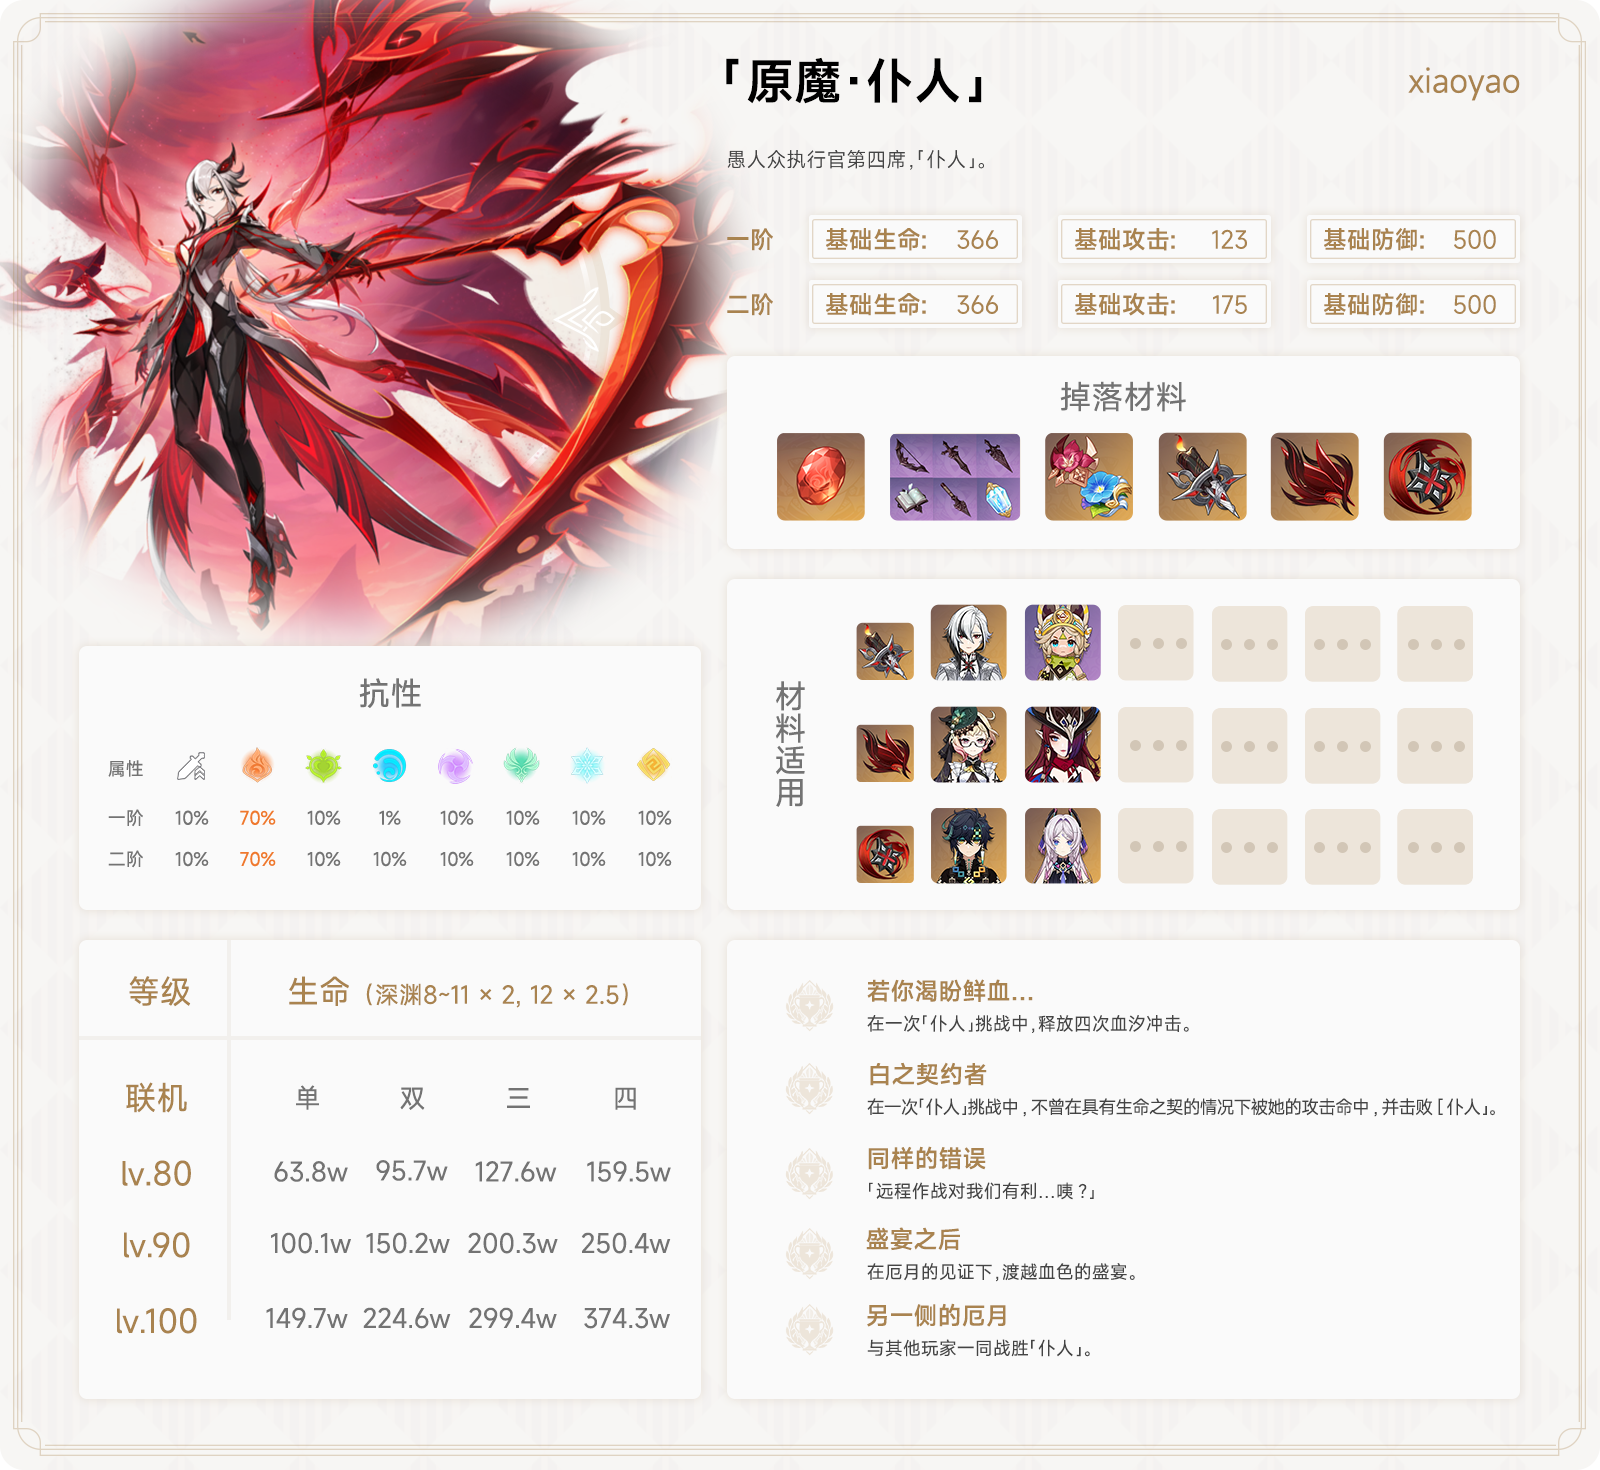 「原魔·仆人」
xiaoyao
愚人众执行官第四席,「仆人」。
一阶 基础生命: 366 基础攻击: 123 基础防御: 500
二阶 基础生命: 366 基础攻击: 175 基础防御: 500
掉落材料
材料适用
抗性
属性
一阶 10% 70% 10% 1% 10% 10% 10% 10%
二阶 10% 70% 10% 10% 10% 10% 10% 10%
等级 生命 (深渊8~11 × 2, 12 × 2.5)
联机 单 双 三 四
lv.80 63.8w 95.7w 127.6w 159.5w
lv.90 100.1w 150.2w 200.3w 250.4w
lv.100 149.7w 224.6w 299.4w 374.3w
若你渴盼鲜血...
在一次「仆人」挑战中,释放四次血汐冲击。
白之契约者
在一次「仆人」挑战中,不曾在具有生命之契的情况下被她的攻击命中,并击败[仆人」。
同样的错误
「远程作战对我们有利...咦?」
盛宴之后
在厄月的见证下,渡越血色的盛宴。
另一侧的厄月
与其他玩家一同战胜「仆人」。